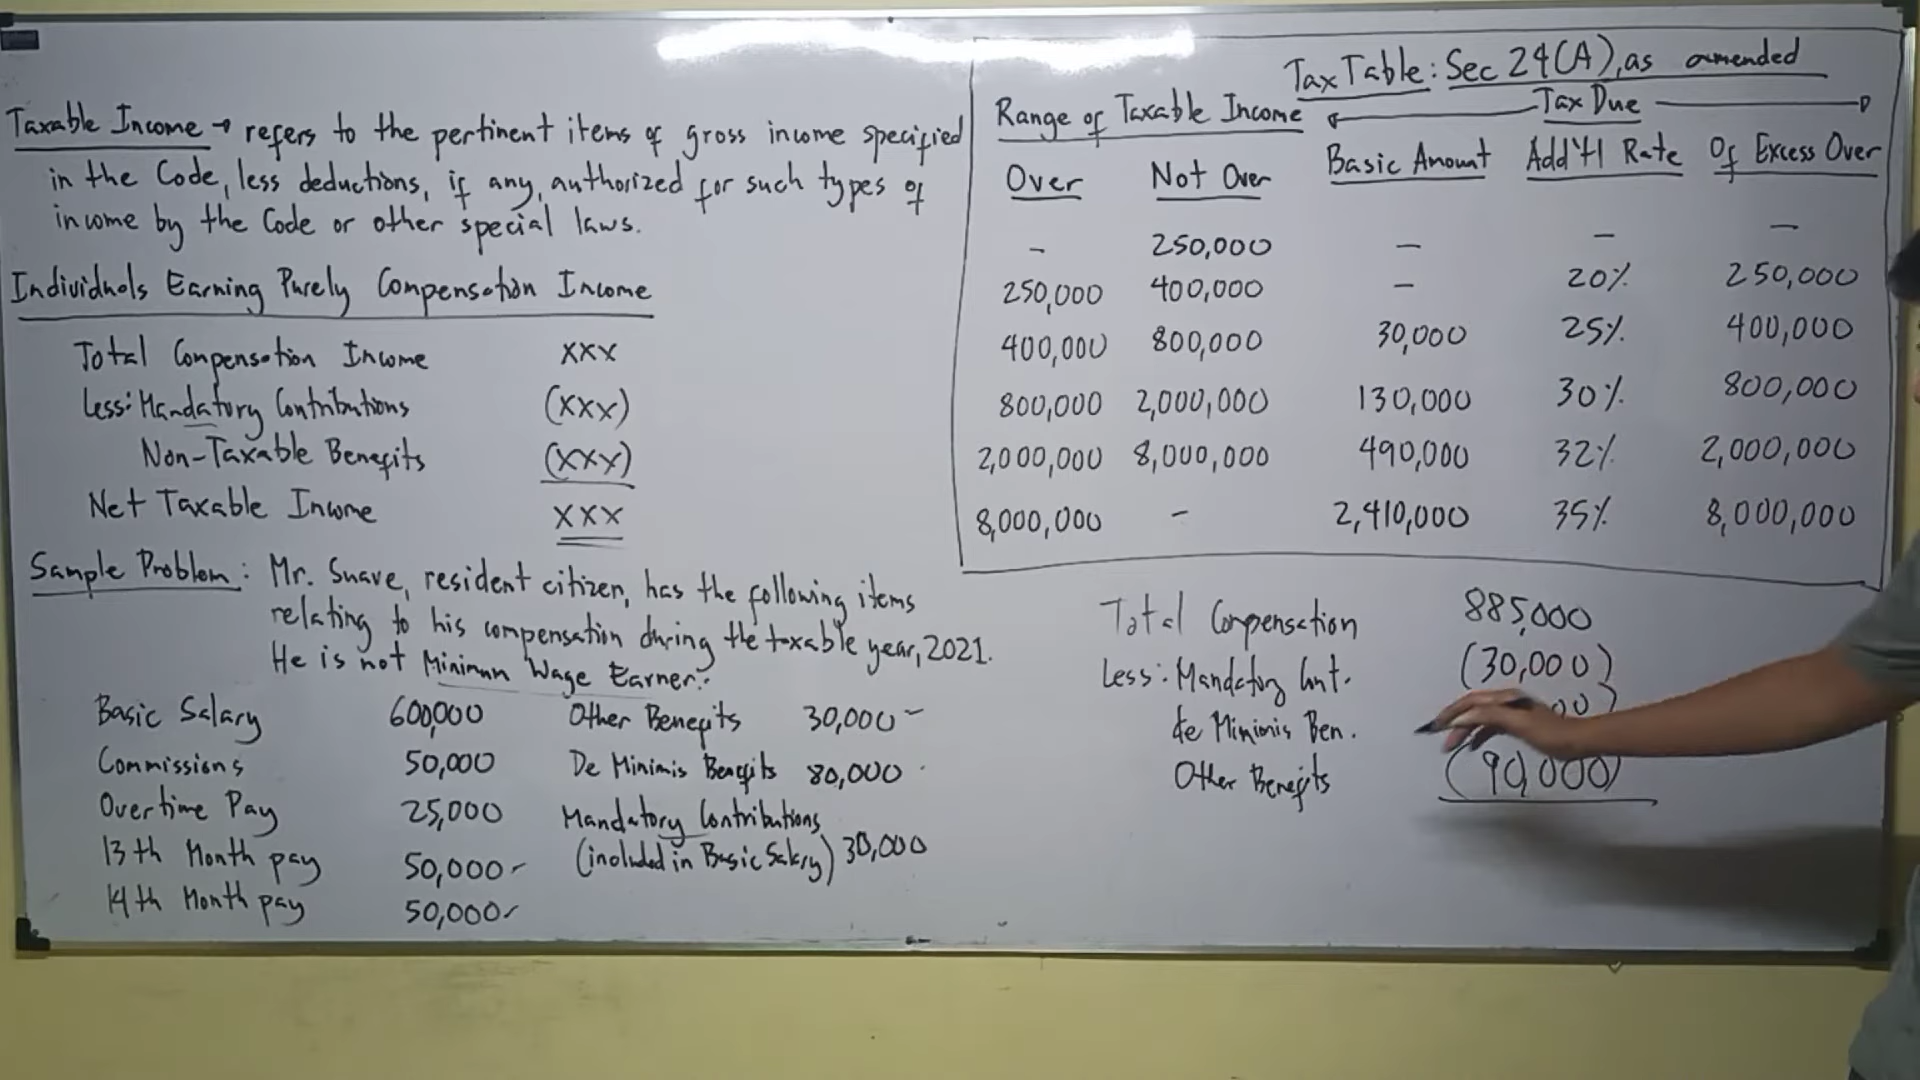 Taxable Income → refers to the pertinent items of gross income specified
in the Code, less deductions, if any, authorized for such types of
income by the Code or other special laws.
Individuals Earning Purely Compensation Income
Total Compensation Income xxx
Less: Mandatory Contributions (xxx)
Non-Taxable Benefits (xxx)
Net Taxable Income xxx
Sample Problem: Mr. Suave, resident citizen, has the following items
relating to his compensation during the taxable year, 2021.
He is not Minimum Wage Earner:
Basic Salary 600,000 Other Benefits 30,000
Commissions 50,000 De Minimis Benefits 80,000
Overtime Pay 25,000 Mandatory Contributions
13th Month pay 50,000 (included in Basic Salary) 30,000
14th Month pay 50,000
Tax Table: Sec 24(A), as amended
Range of Taxable Income Tax Due
Over Not Over Basic Amount Add'tl Rate Of Excess Over
- 250,000 - - -
250,000 400,000 - 20% 250,000
400,000 800,000 30,000 25% 400,000
800,000 2,000,000 130,000 30% 800,000
2,000,000 8,000,000 490,000 32% 2,000,000
8,000,000 - 2,410,000 35% 8,000,000
Total Compensation 885,000
Less: Mandatory Cont. (30,000)
de Minimis Ben. 00)
Other Benefits (90,000)